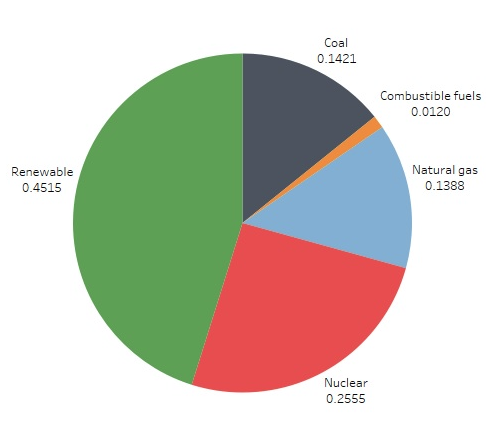 Coal
0.1421
Combustible fuels
0.0120
Natural gas
0.1388
Renewable
0.4515
Nuclear
0.2555